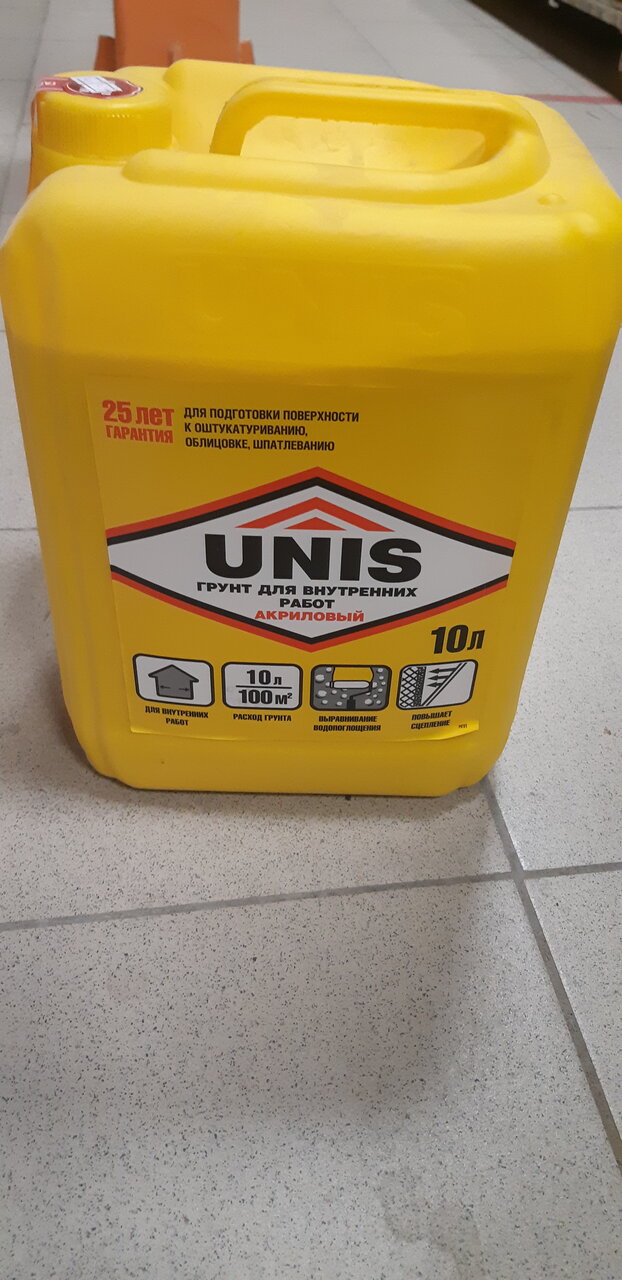 25 лет
ГАРАНТИЯ
ДЛЯ ПОДГОТОВКИ ПОВЕРХНОСТИ
К ОШТУКАТУРИВАНИЮ,
ОБЛИЦОВКЕ, ШПАТЛЕВАНИЮ
UNIS
ГРУНТ ДЛЯ ВНУТРЕННИХ
РАБОТ
АКРИЛОВЫЙ
10л
10 л
100 м²
ДЛЯ ВНУТРЕННИХ
РАБОТ
РАСХОД ГРУНТА
ВЫРАВНИВАНИЕ
ВОДОПОГЛОЩЕНИЯ
ПОВЫШАЕТ
СЦЕПЛЕНИЕ